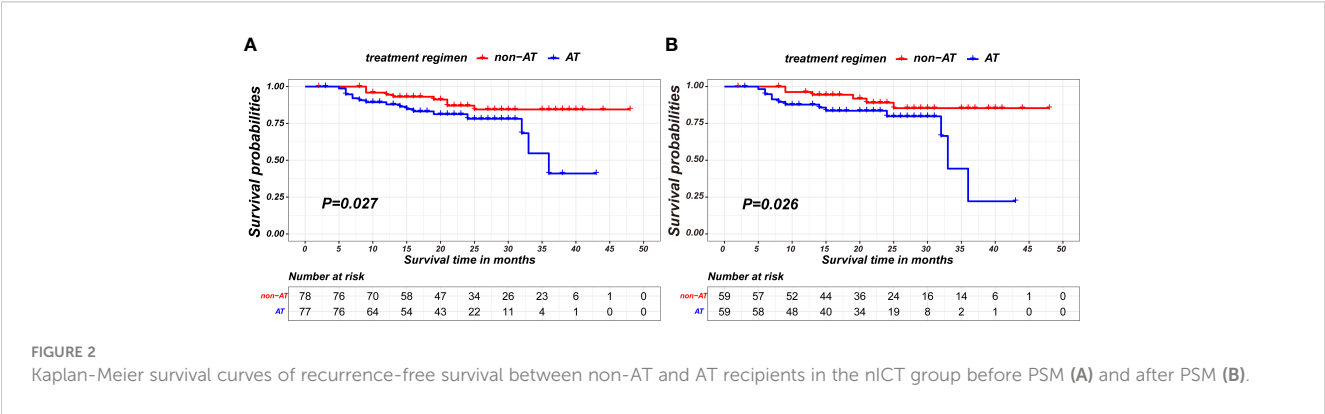 A
treatment regimen non-AT AT
Survival probabilities
1.00
0.75
0.50
0.25
0.00
P=0.027
0 5 10 15 20 25 30 35 40 45 50
Survival time in months
Number at risk
non-AT 78 76 70 58 47 34 26 23 6 1 0
AT 77 76 64 54 43 22 11 4 1 0 0
B
treatment regimen non-AT AT
Survival probabilities
1.00
0.75
0.50
0.25
0.00
P=0.026
0 5 10 15 20 25 30 35 40 45 50
Survival time in months
Number at risk
non-AT 59 57 52 44 36 24 16 14 6 1 0
AT 59 58 48 40 34 19 8 2 1 0 0
FIGURE 2
Kaplan-Meier survival curves of recurrence-free survival between non-AT and AT recipients in the nICT group before PSM (A) and after PSM (B).